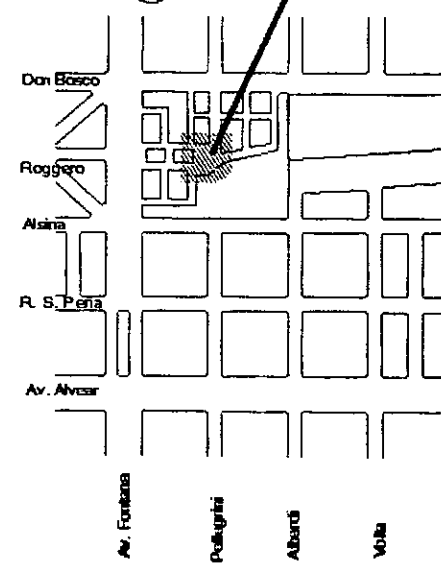 Don Bosco
Roggero
Alsina
R. S. Peña
Av. Alvear
Av. Fontana
Pellegrini
Alberdi
Volta